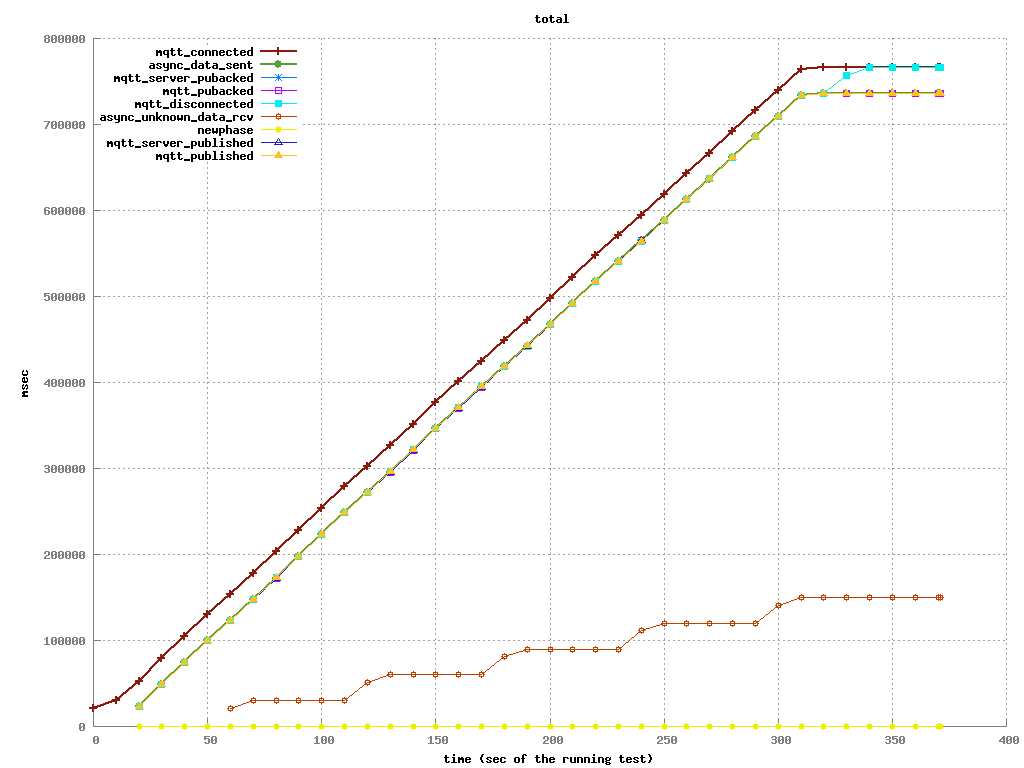 total
800000
700000
600000
500000
400000
300000
200000
100000
0
msec
mqtt_connected
async_data_sent
mqtt_server_pubacked
mqtt_pubacked
mqtt_disconnected
async_unknown_data_rcv
newphase
mqtt_server_published
mqtt_published
0 50 100 150 200 250 300 350 400
time (sec of the running test)